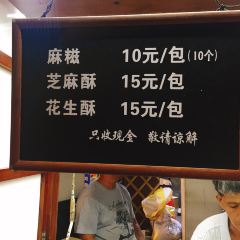 麻糍 10元/包(10个)
芝麻酥 15元/包
花生酥 15元/包
只收现金 敬请谅解